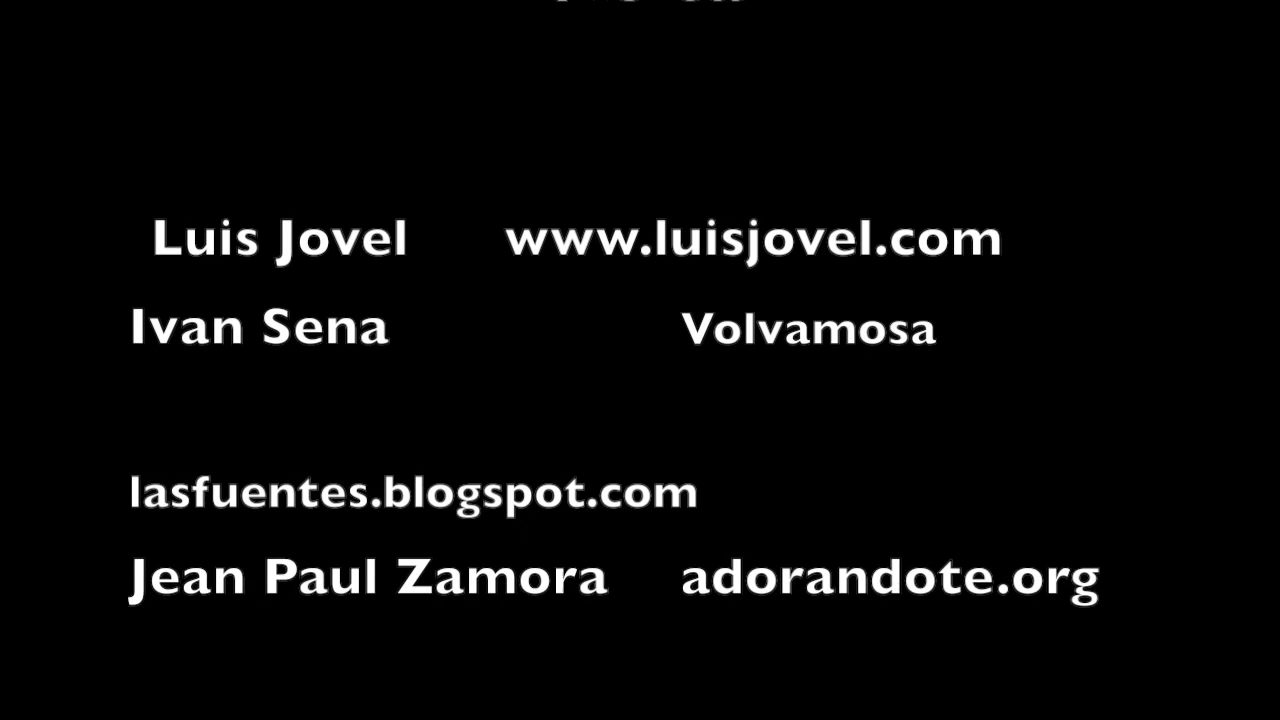 Luis Jovel www.luisjovel.com
Ivan Sena Volvamosa
lasfuentes.blogspot.com
Jean Paul Zamora adorandote.org